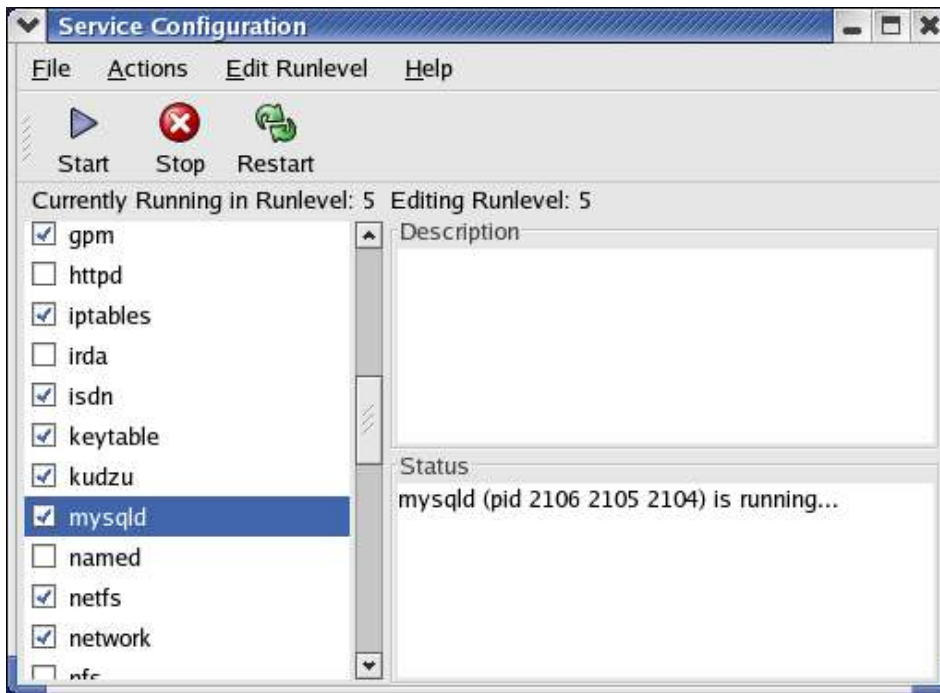 Service Configuration
File Actions Edit Runlevel Help
Start Stop Restart
Currently Running in Runlevel: 5 Editing Runlevel: 5
gpm
httpd
iptables
irda
isdn
keytable
kudzu
mysqld
named
netfs
network
nfs
Description
Status
mysqld (pid 2106 2105 2104) is running...